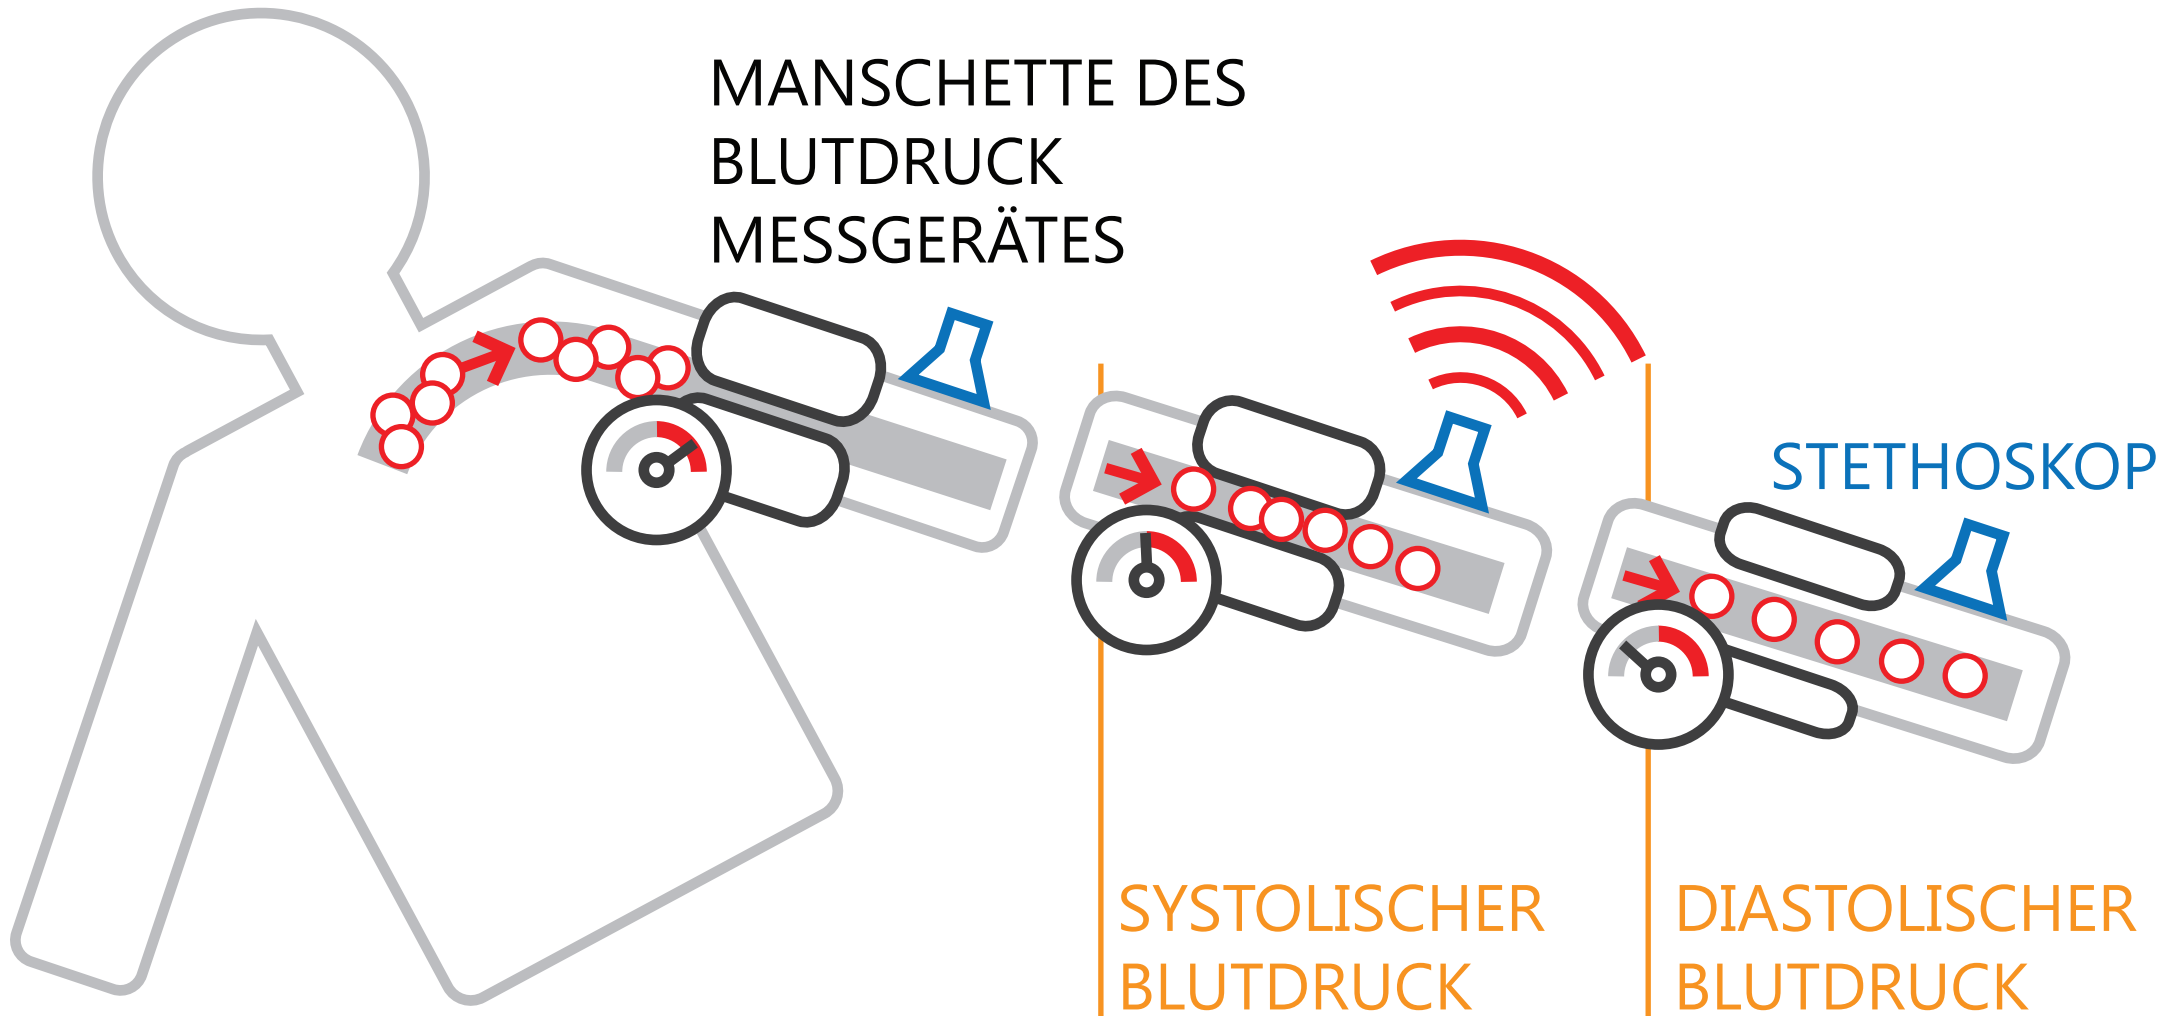 MANSCHETTE DES
BLUTDRUCK
MESSGERÄTES
STETHOSKOP
SYSTOLISCHER
BLUTDRUCK
DIASTOLISCHER
BLUTDRUCK